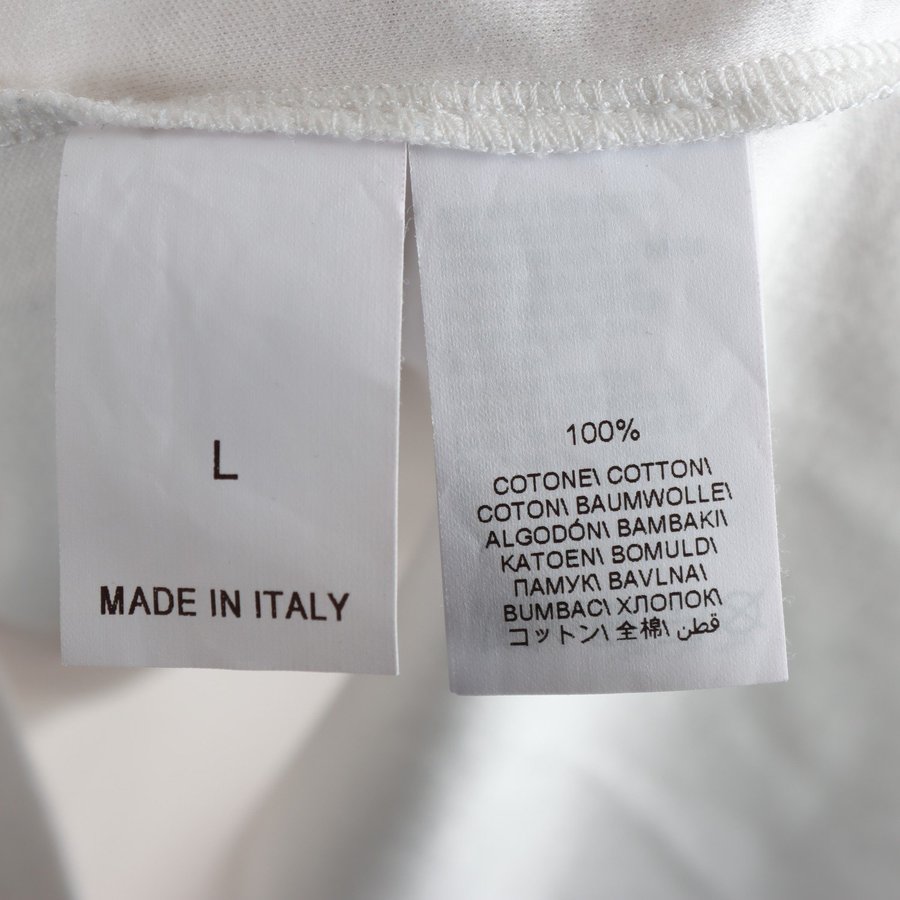 L
MADE IN ITALY
100%
COTONE\ COTTON\
COTON\ BAUMWOLLE\
ALGODÓN\ BAMBAKI\
KATOEN\ BOMULD\
ПАМУК\ BAVLNA\
BUMBAC\ ХЛОПОК\
コットン\ 全棉\ قطن